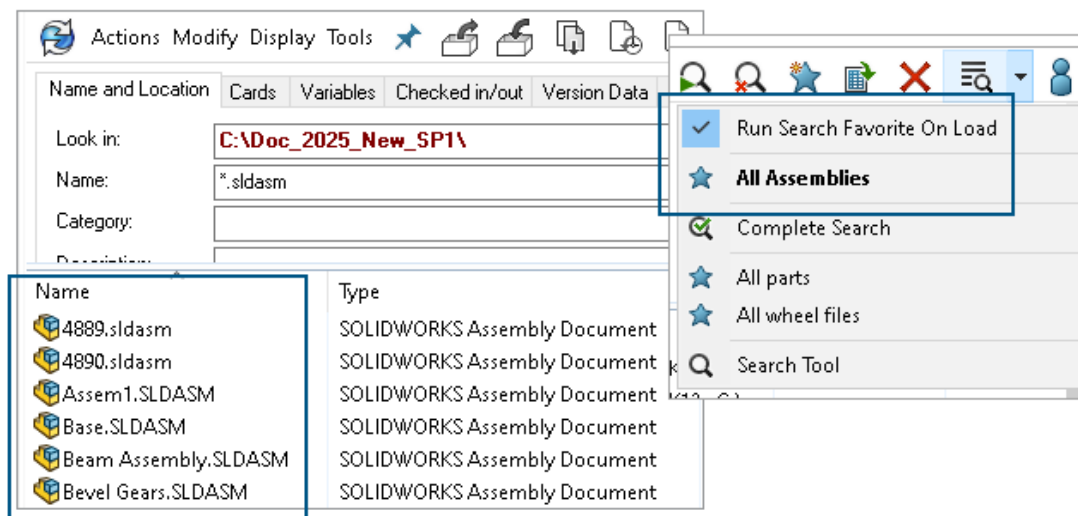 Actions Modify Display Tools
Name and Location Cards Variables Checked in/out Version Data
Look in: C:\Doc_2025_New_SP1\
Name: *.sldasm
Category:
Name Type
4889.sldasm SOLIDWORKS Assembly Document
4890.sldasm SOLIDWORKS Assembly Document
Assem1.SLDASM SOLIDWORKS Assembly Document
Base.SLDASM SOLIDWORKS Assembly Document
Beam Assembly.SLDASM SOLIDWORKS Assembly Document
Bevel Gears.SLDASM SOLIDWORKS Assembly Document
Run Search Favorite On Load
All Assemblies
Complete Search
All parts
All wheel files
Search Tool